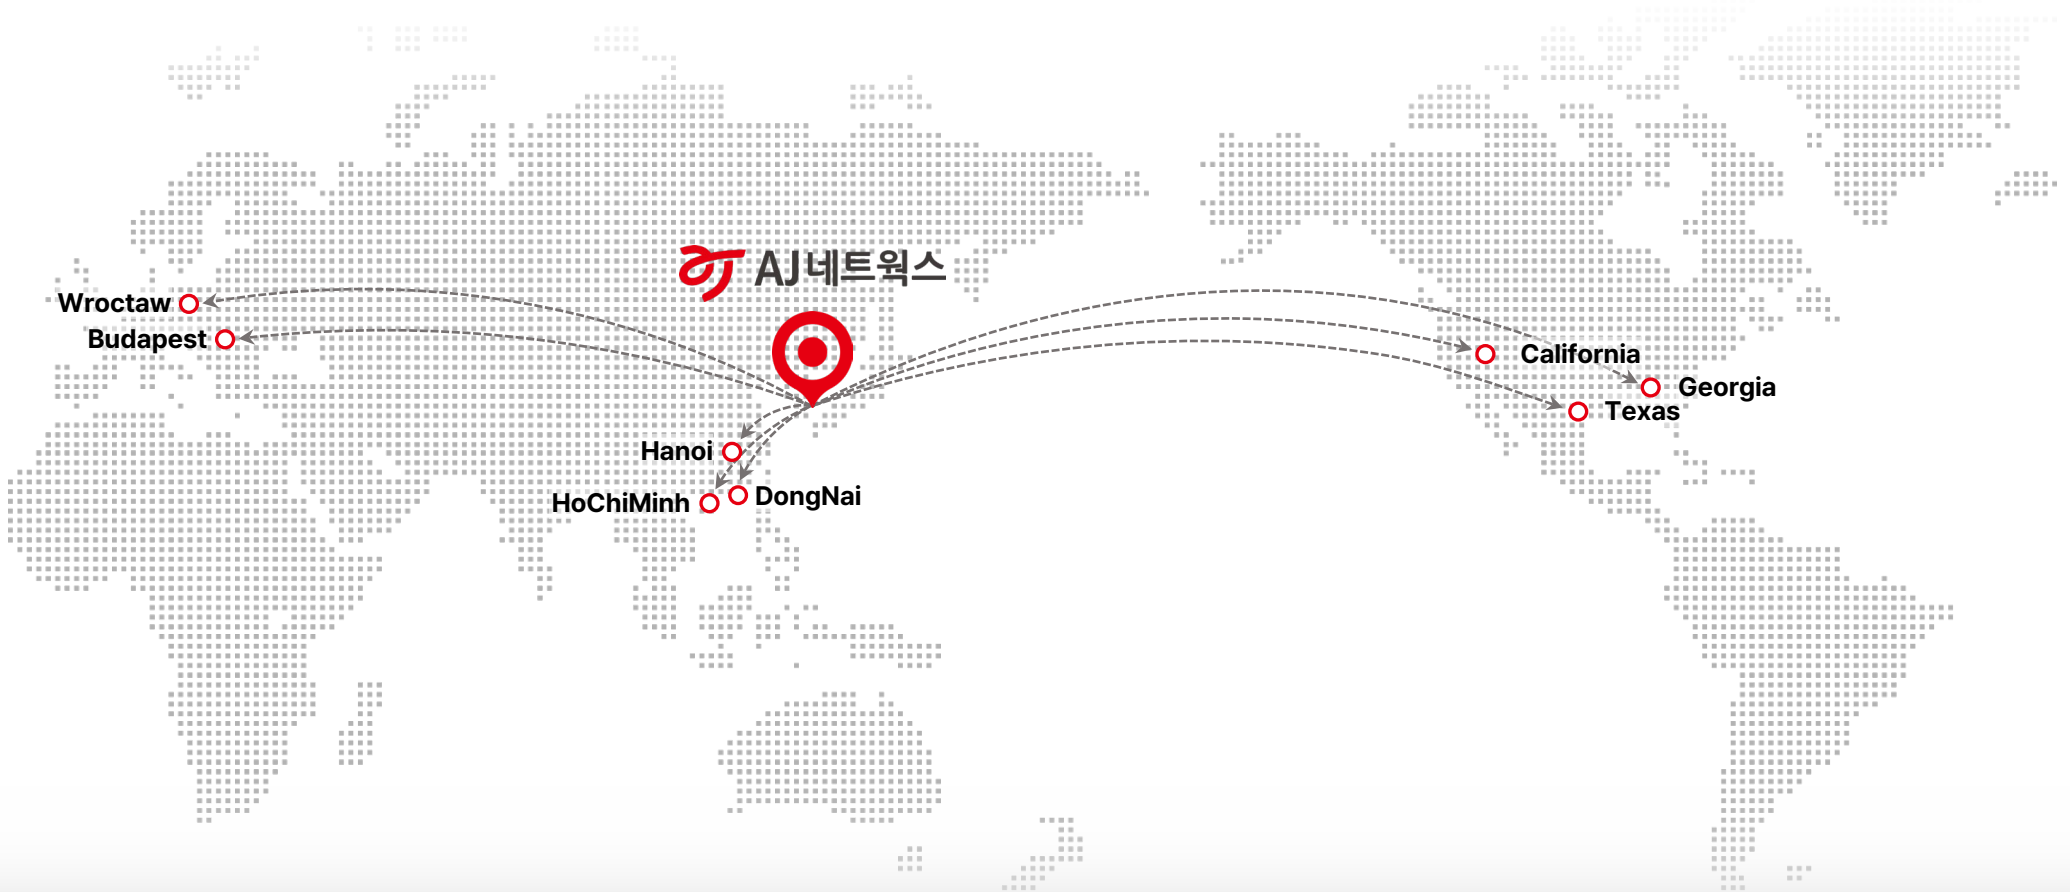 AJ네트웍스
Wroctaw
Budapest
California
Georgia
Texas
Hanoi
HoChiMinh
DongNai